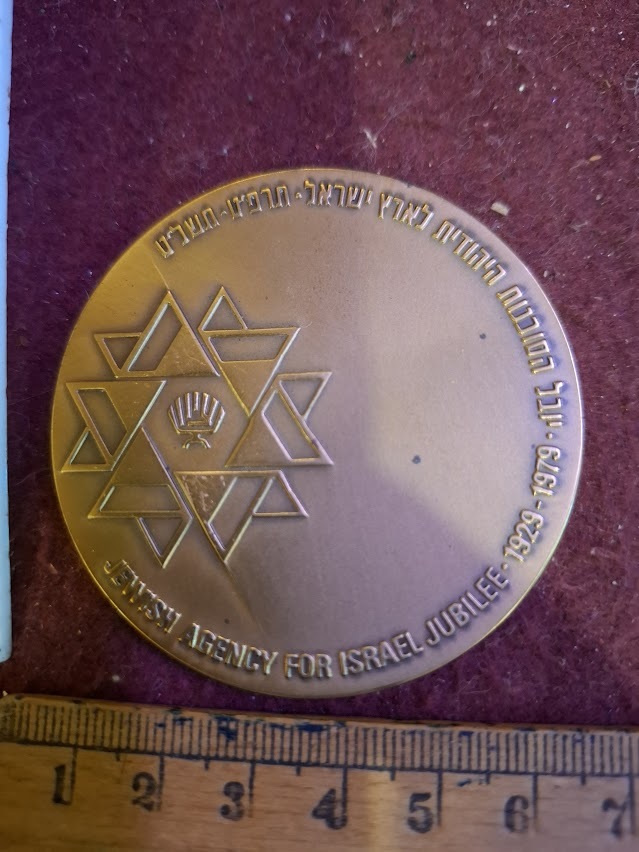 יובל הסוכנות היהודית לארץ ישראל · תרפ"ט · תשל"ט
JEWISH AGENCY FOR ISRAEL JUBILEE · 1929 - 1979 ·
1 2 3 4 5 6 7